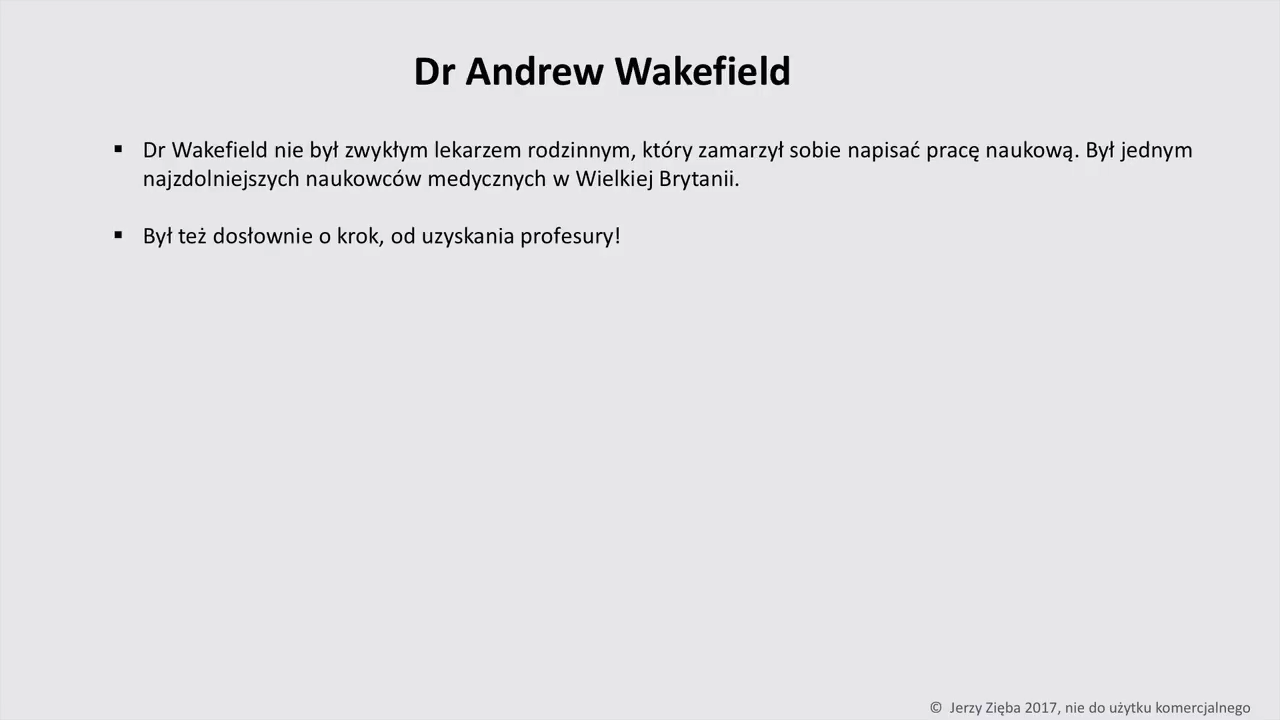 Dr Andrew Wakefield
▪ Dr Wakefield nie był zwykłym lekarzem rodzinnym, który zamarzył sobie napisać pracę naukową. Był jednym
najzdolniejszych naukowców medycznych w Wielkiej Brytanii.
▪ Był też dosłownie o krok, od uzyskania profesury!
© Jerzy Zięba 2017, nie do użytku komercjalnego